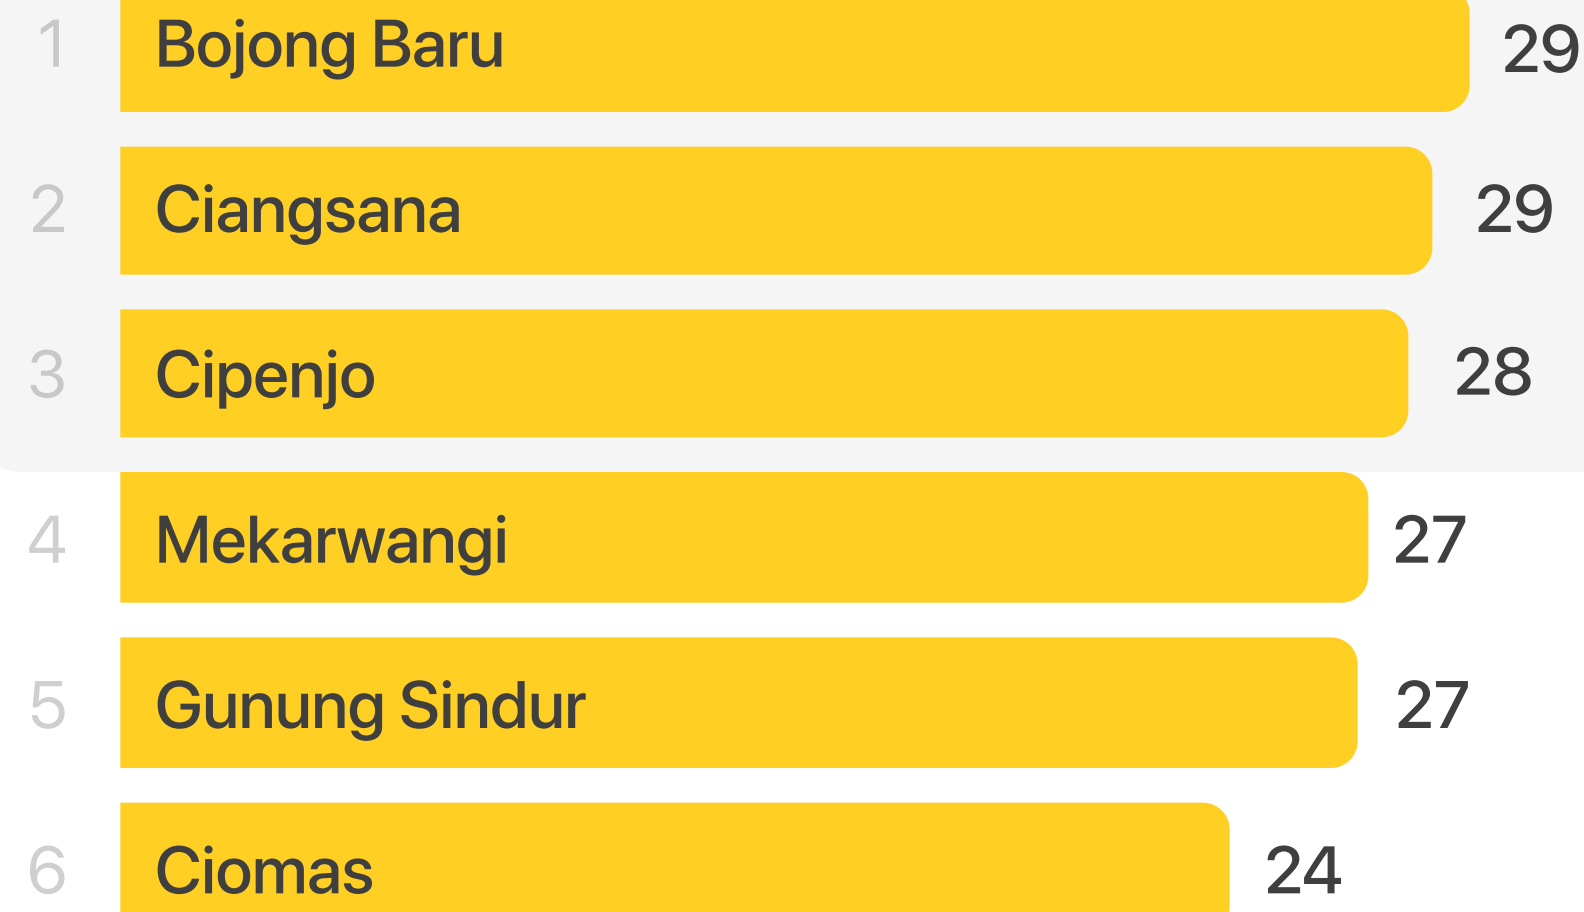 1 Bojong Baru 29
2 Ciangsana 29
3 Cipenjo 28
4 Mekarwangi 27
5 Gunung Sindur 27
6 Ciomas 24